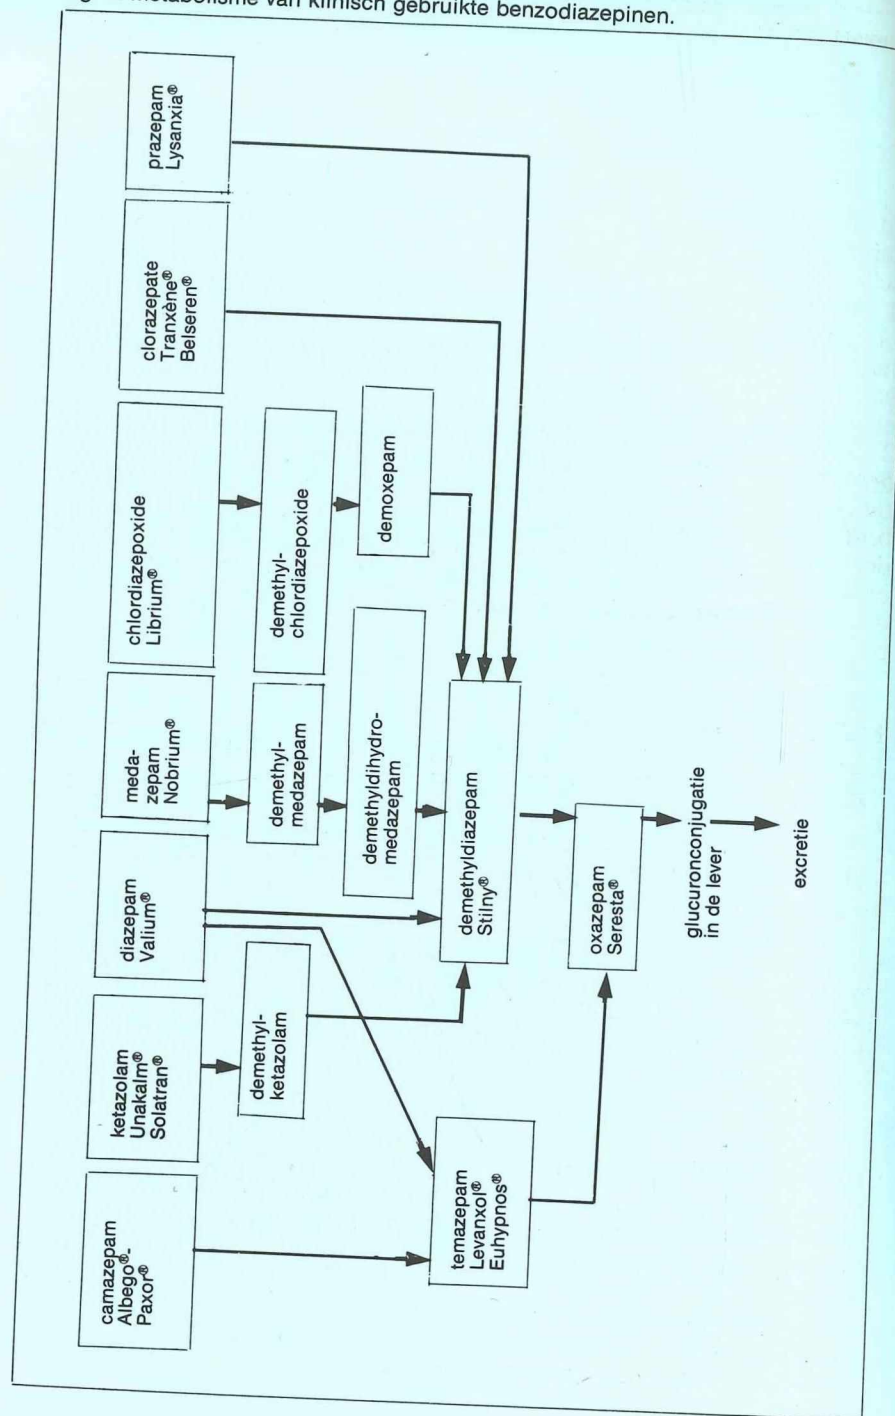 metabolisme van klinisch gebruikte benzodiazepinen.
prazepam
Lysanxia®
clorazepate
Tranxène®
Belseren®
chlordiazepoxide
Librium®
meda-
zepam
Nobrium®
diazepam
Valium®
ketazolam
Unakalm®
Solatran®
camazepam
Albego®-
Paxor®
demethyl-
chlordiazepoxide
demethyl-
medazepam
demethyl-
ketazolam
demoxepam
demethyldihydro-
medazepam
demethyldiazepam
Stilny®
temazepam
Levanxol®
Euhypnos®
oxazepam
Seresta®
glucuronconjugatie
in de lever
excretie